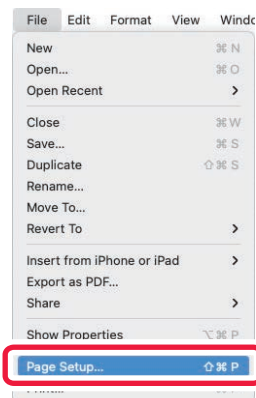 File Edit Format View
New ⌘ N
Open... ⌘ O
Open Recent >
Close ⌘ W
Save... ⌘ S
Duplicate ⇧ ⌘ S
Rename...
Move To...
Revert To >
Insert from iPhone or iPad >
Export as PDF...
Share >
Show Properties ⌥ ⌘ P
Page Setup... ⇧ ⌘ P